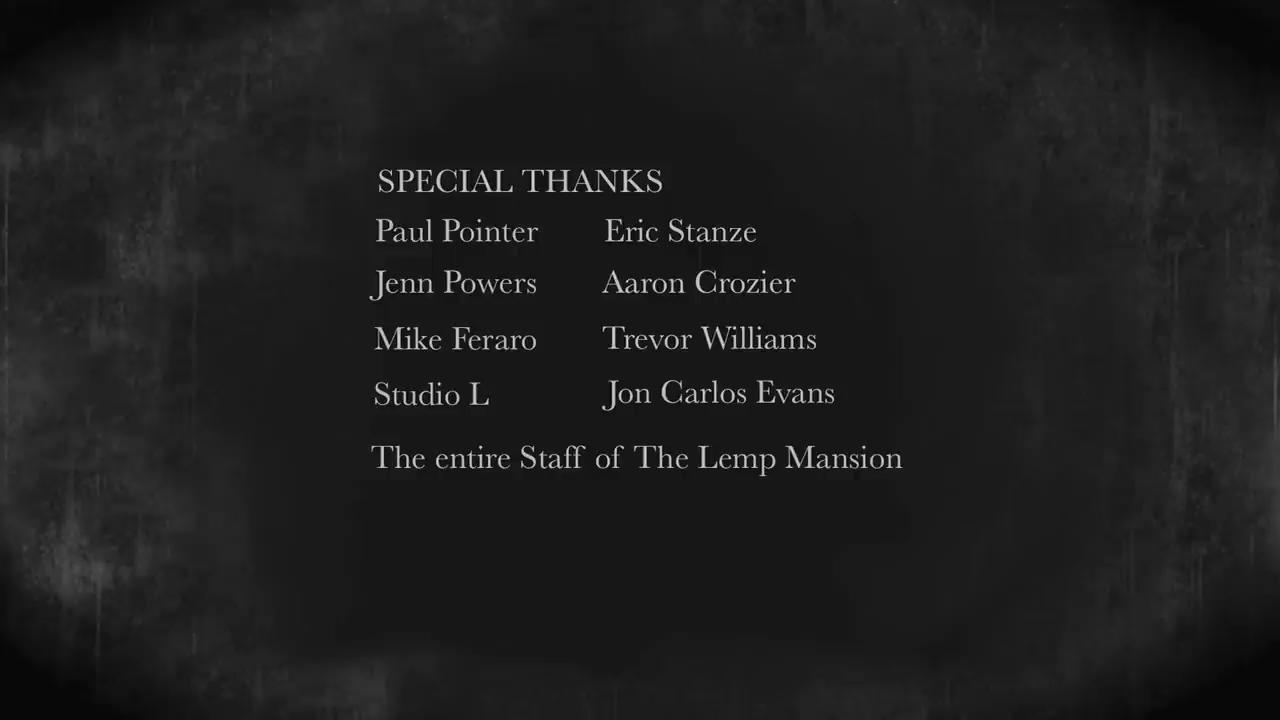 SPECIAL THANKS
Paul Pointer Eric Stanze
Jenn Powers Aaron Crozier
Mike Feraro Trevor Williams
Studio L Jon Carlos Evans
The entire Staff of The Lemp Mansion